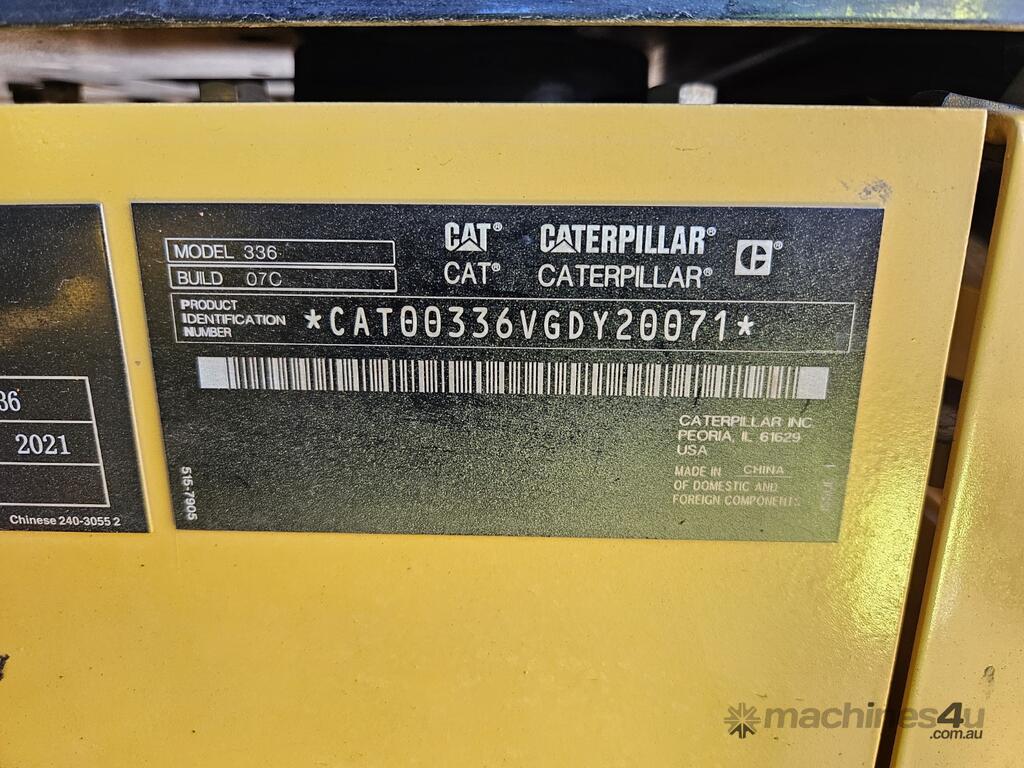 36
2021
Chinese 240-3055 2
CAT® CATERPILLAR® C®
CAT® CATERPILLAR®
MODEL 336
BUILD 07C
PRODUCT
IDENTIFICATION
NUMBER
*CAT00336VGDY20071*
CATERPILLAR INC.
PEORIA, IL 61629
USA
MADE IN CHINA
OF DOMESTIC AND
FOREIGN COMPONENTS
515-7905
machines4u
.com.au